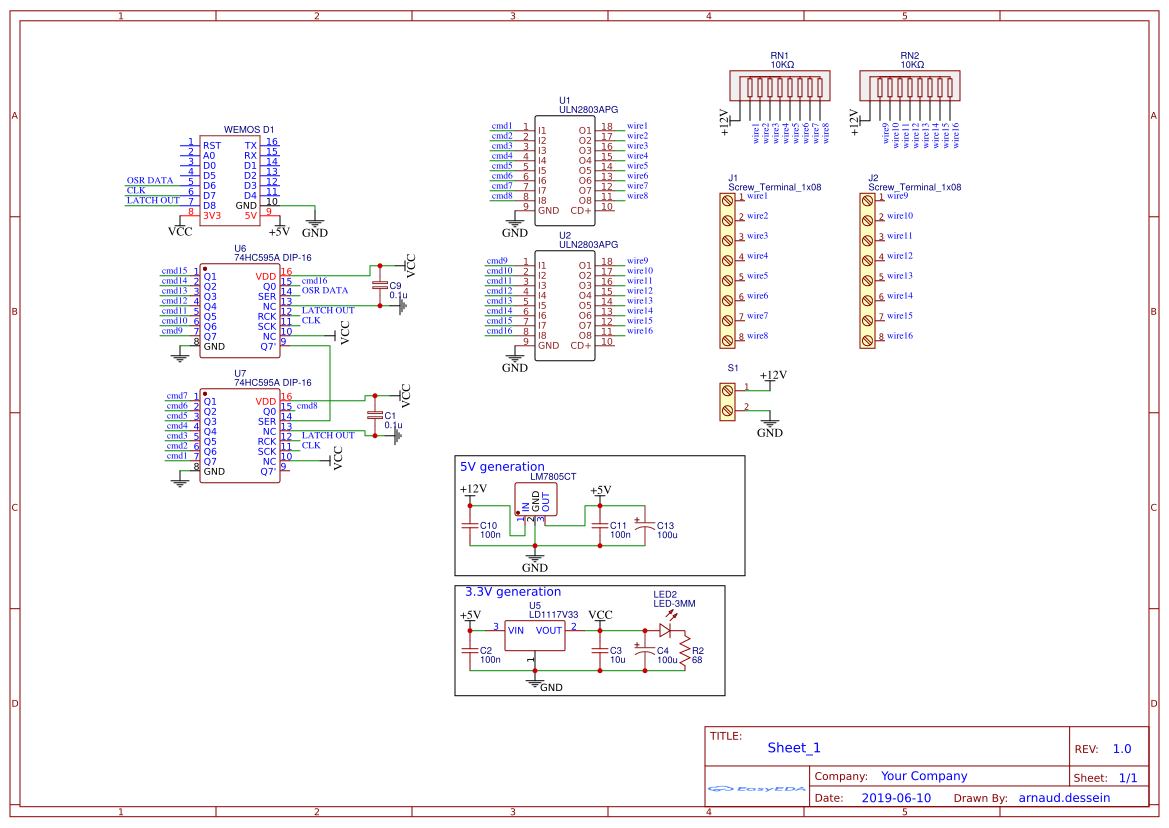 1 2 3 4 5
A A
B B
C C
D D
1 2 3 4 5
WEMOS D1
1 RST TX 16
2 A0 RX 15
3 D0 D1 14
4 D5 D2 13
OSR DATA 5 D6 D3 12
CLK 6 D7 D4 11
LATCH OUT 7 D8 GND 10
8 3V3 5V 9
VCC +5V GND
U6
74HC595A DIP-16
cmd15 1 Q1 VDD 16 VCC
cmd14 2 Q2 Q0 15 cmd16
cmd13 3 Q3 SER 14 OSR DATA
cmd12 4 Q4 NC 13
cmd11 5 Q5 RCK 12 LATCH OUT
cmd10 6 Q6 SCK 11 CLK
cmd9 7 Q7 NC 10 VCC
8 GND Q7' 9
C9
0.1u
U7
74HC595A DIP-16
cmd7 1 Q1 VDD 16 VCC
cmd6 2 Q2 Q0 15 cmd8
cmd5 3 Q3 SER 14
cmd4 4 Q4 NC 13
cmd3 5 Q5 RCK 12 LATCH OUT
cmd2 6 Q6 SCK 11 CLK
cmd1 7 Q7 NC 10 VCC
8 GND Q7' 9
C1
0.1u
U1
ULN2803APG
cmd1 1 I1 O1 18 wire1
cmd2 2 I2 O2 17 wire2
cmd3 3 I3 O3 16 wire3
cmd4 4 I4 O4 15 wire4
cmd5 5 I5 O5 14 wire5
cmd6 6 I6 O6 13 wire6
cmd7 7 I7 O7 12 wire7
cmd8 8 I8 O8 11 wire8
9 GND CD+ 10
GND
U2
ULN2803APG
cmd9 1 I1 O1 18 wire9
cmd10 2 I2 O2 17 wire10
cmd11 3 I3 O3 16 wire11
cmd12 4 I4 O4 15 wire12
cmd13 5 I5 O5 14 wire13
cmd14 6 I6 O6 13 wire14
cmd15 7 I7 O7 12 wire15
cmd16 8 I8 O8 11 wire16
9 GND CD+ 10
GND
RN1
10KΩ
+12V wire1 wire2 wire3 wire4 wire5 wire6 wire7 wire8
RN2
10KΩ
+12V wire9 wire10 wire11 wire12 wire13 wire14 wire15 wire16
J1
Screw_Terminal_1x08
1 wire1
2 wire2
3 wire3
4 wire4
5 wire5
6 wire6
7 wire7
8 wire8
J2
Screw_Terminal_1x08
1 wire9
2 wire10
3 wire11
4 wire12
5 wire13
6 wire14
7 wire15
8 wire16
S1
+12V
1
2
GND
5V generation
LM7805CT
+12V IN GND OUT +5V
1 2 3
C10
100n
C11
100n
C13
100u
GND
3.3V generation
U5
LD1117V33
+5V 3 VIN VOUT 2 VCC
1
LED2
LED-3MM
C2
100n
C3
10u
C4
100u
R2
68
GND
TITLE:
Sheet_1
REV: 1.0
EasyEDA
Company: Your Company
Sheet: 1/1
Date: 2019-06-10 Drawn By: arnaud.dessein